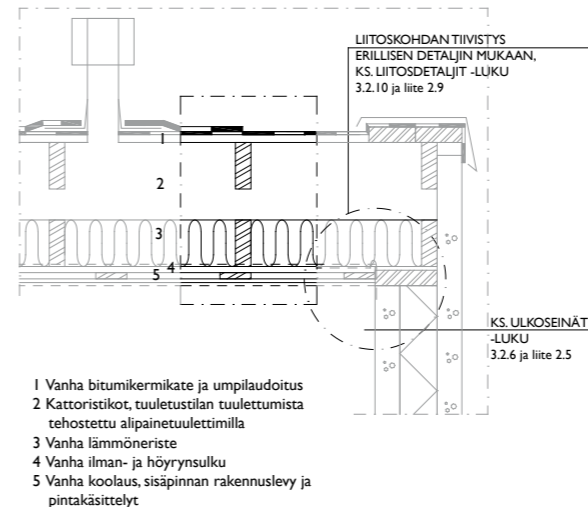 LIITOSKOHDAN TIIVISTYS
ERILLISEN DETALJIN MUKAAN,
KS. LIITOSDETALJIT -LUKU
3.2.10 ja liite 2.9
1
2
3
4
5
KS. ULKOSEINÄT
-LUKU
3.2.6 ja liite 2.5
1 Vanha bitumikermikate ja umpilaudoitus
2 Kattoristikot, tuuletustilan tuulettumista
tehostettu alipainetuulettimilla
3 Vanha lämmöneriste
4 Vanha ilman- ja höyrynsulku
5 Vanha koolaus, sisäpinnan rakennuslevy ja
pintakäsittelyt